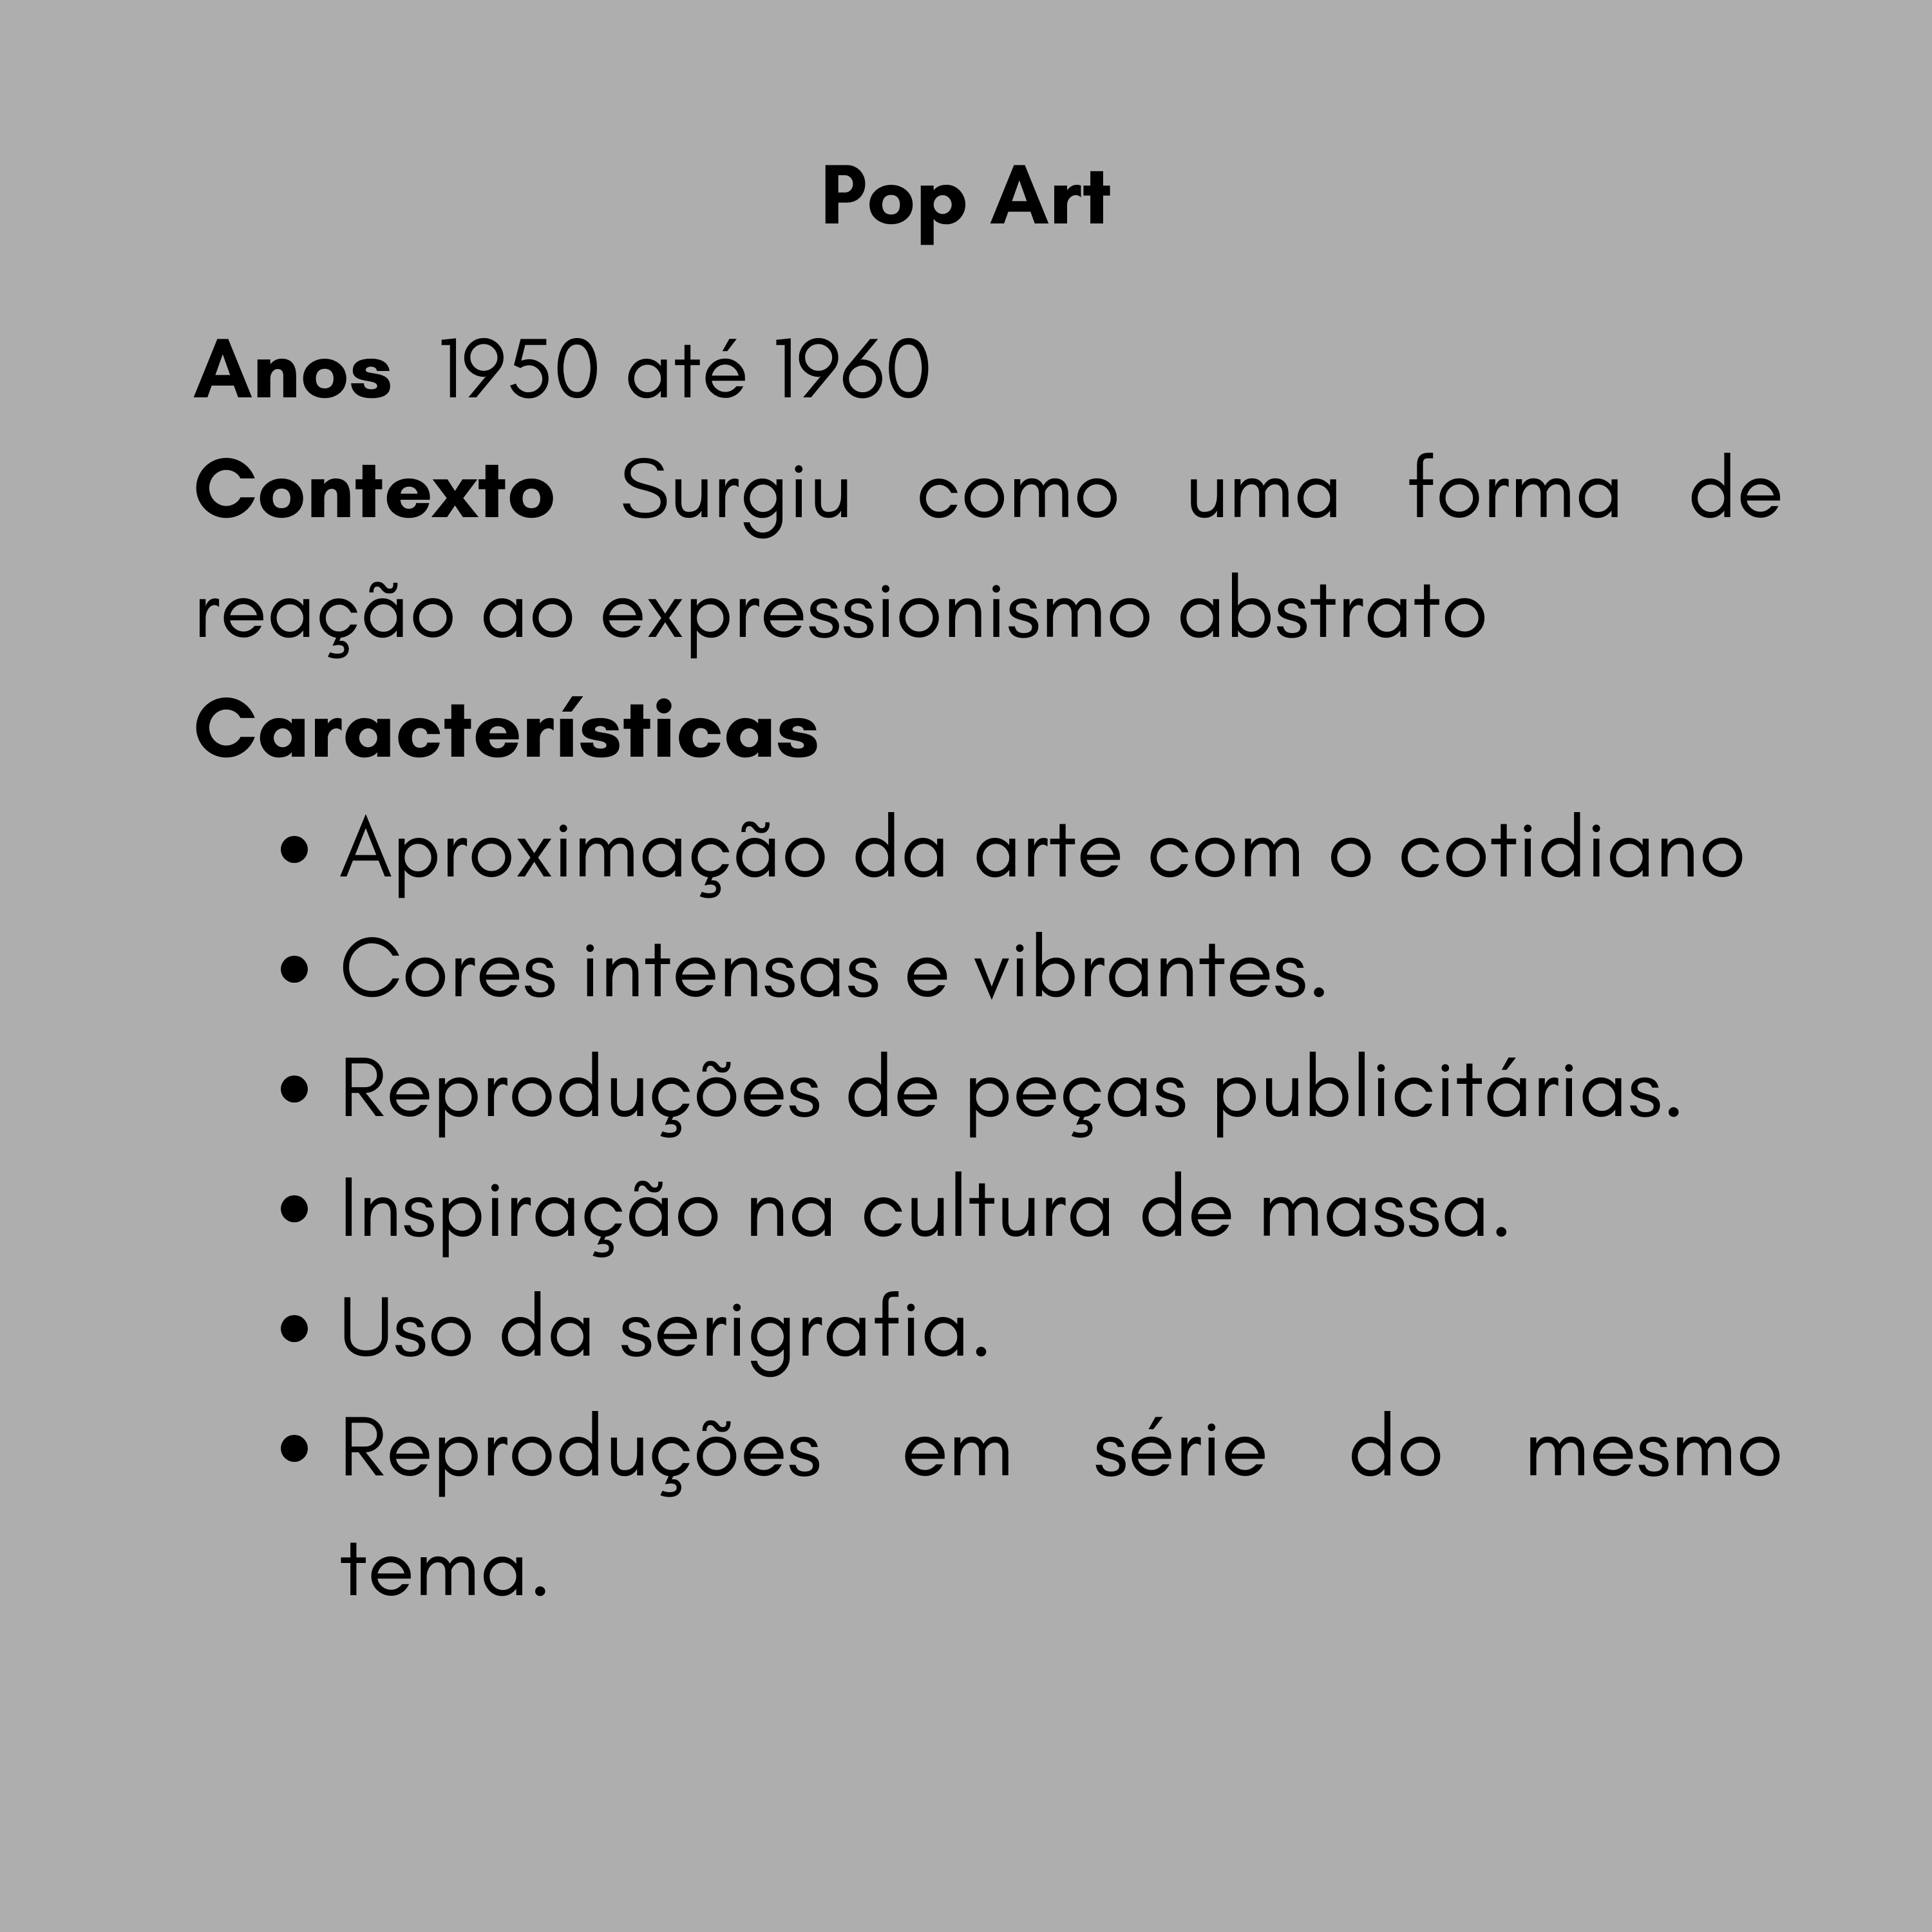 Pop Art
Anos 1950 até 1960
Contexto Surgiu como uma forma de
reação ao expressionismo abstrato
Características
• Aproximação da arte com o cotidiano
• Cores intensas e vibrantes.
• Reproduções de peças publicitárias.
• Inspiração na cultura de massa.
• Uso da serigrafia.
• Reproduções em série do mesmo
tema.